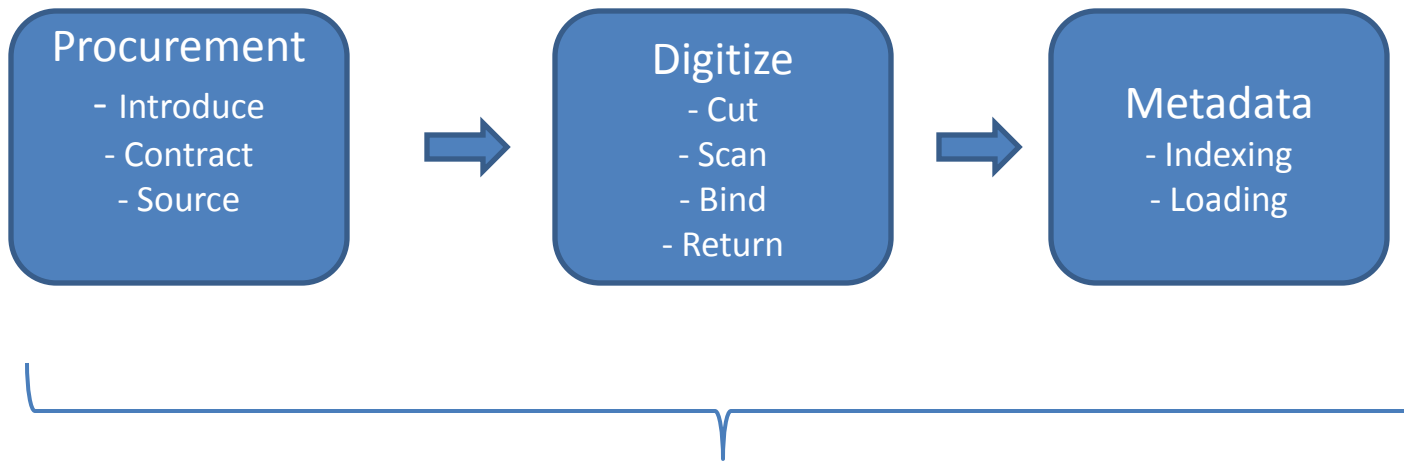 Procurement
- Introduce
- Contract
- Source
Digitize
- Cut
- Scan
- Bind
- Return
Metadata
- Indexing
- Loading